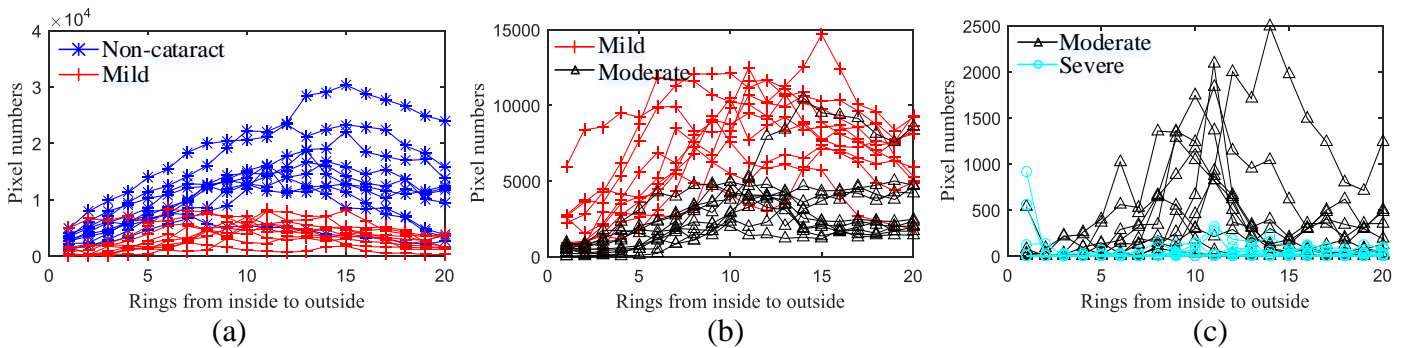 ×10⁴
4
3
2
1
0
Pixel numbers
Non-cataract
Mild
0 5 10 15 20
Rings from inside to outside
(a)
15000
10000
5000
0
Pixel numbers
Mild
Moderate
0 5 10 15 20
Rings from inside to outside
(b)
2500
2000
1500
1000
500
0
Pixel numbers
Moderate
Severe
0 5 10 15 20
Rings from inside to outside
(c)